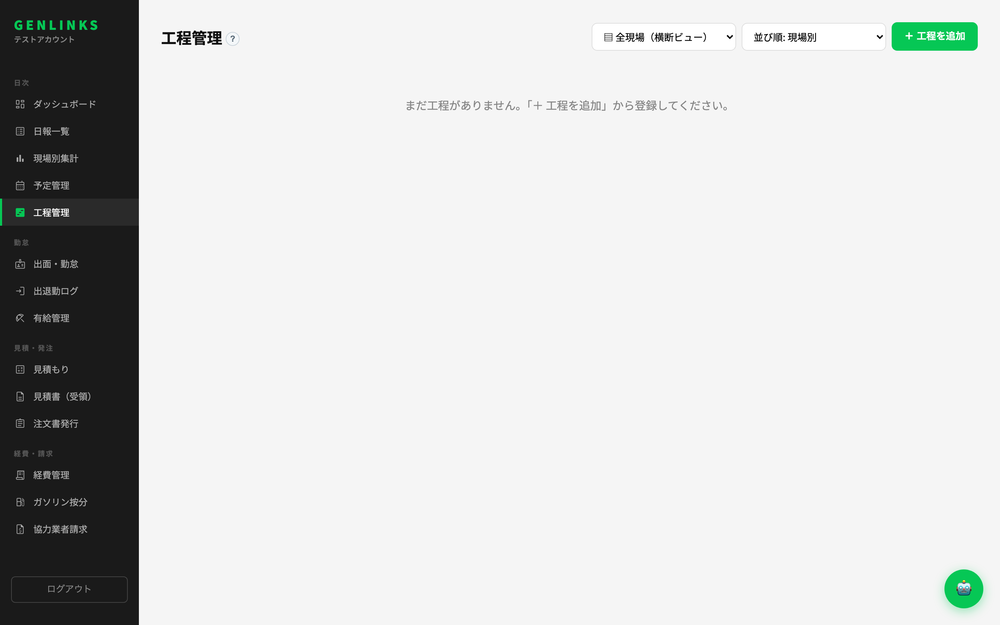 GENLINKS
テストアカウント
日次
ダッシュボード
日報一覧
現場別集計
予定管理
工程管理
勤怠
出面・勤怠
出退勤ログ
有給管理
見積・発注
見積もり
見積書（受領）
注文書発行
経費・請求
経費管理
ガソリン按分
協力業者請求
ログアウト
工程管理 ?
▤ 全現場（横断ビュー）
並び順: 現場別
＋ 工程を追加
まだ工程がありません。「＋ 工程を追加」から登録してください。